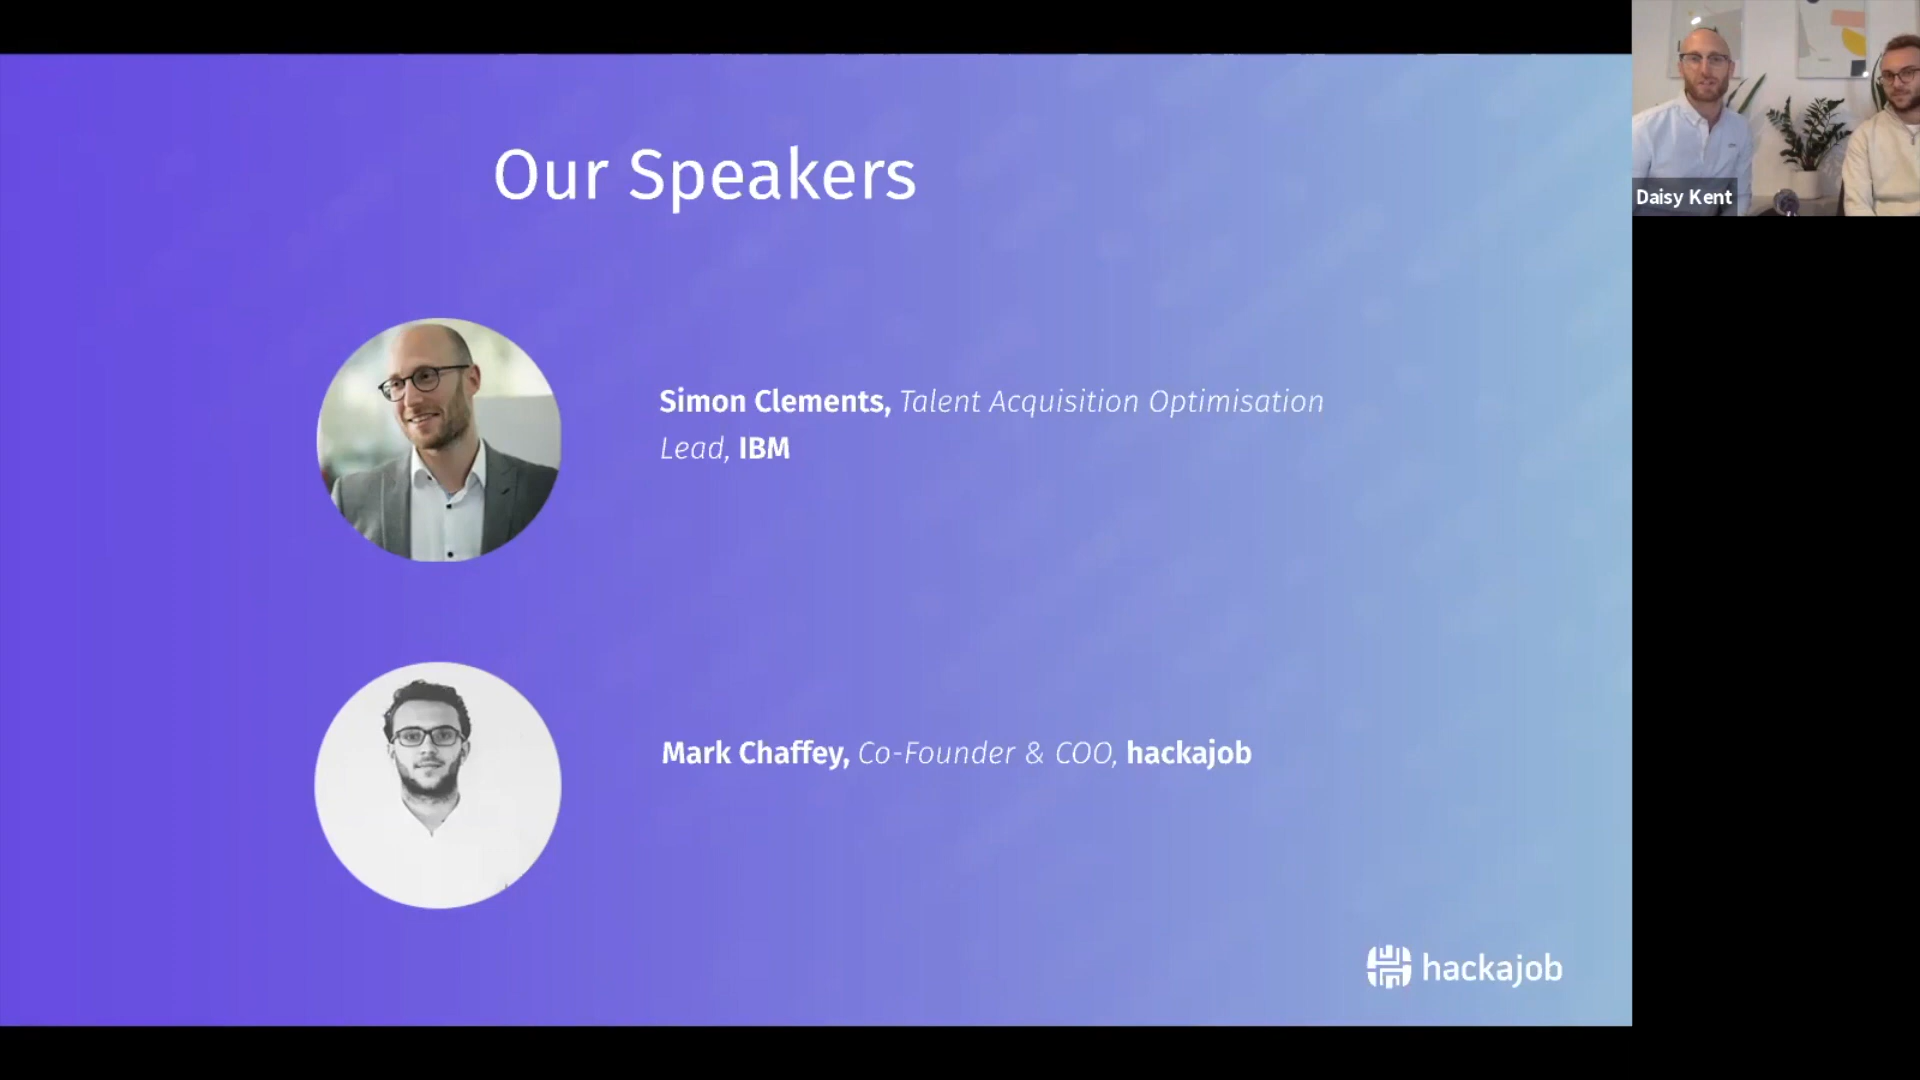 Our Speakers
Simon Clements, Talent Acquisition Optimisation
Lead, IBM
Mark Chaffey, Co-Founder & COO, hackajob
hackajob
Daisy Kent